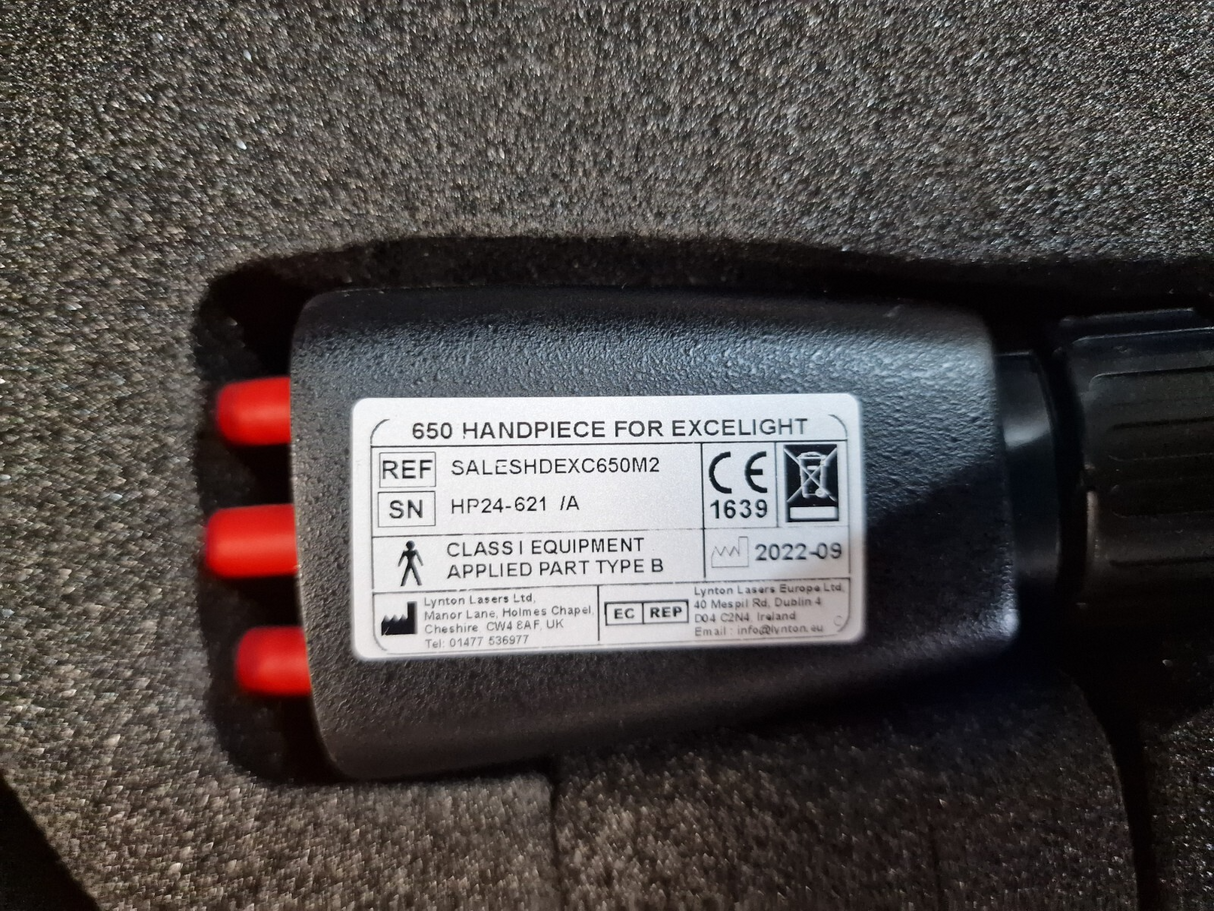 650 HANDPIECE FOR EXCELIGHT
REF SALESHDEXC650M2
SN HP24-621 /A
CE
1639
CLASS I EQUIPMENT
APPLIED PART TYPE B
2022-09
Lynton Lasers Ltd,
Manor Lane, Holmes Chapel,
Cheshire, CW4 8AF, UK
Tel: 01477 536977
EC REP
Lynton Lasers Europe Ltd,
40 Mespil Rd, Dublin 4
D04 C2N4, Ireland
Email: info@lynton.eu